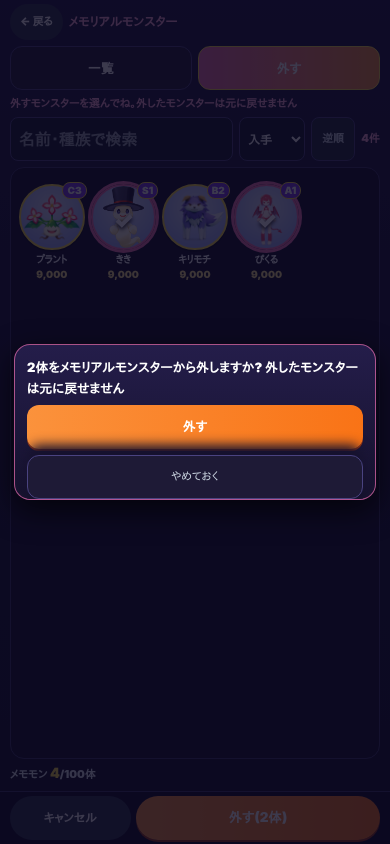 ← 戻る メモリアルモンスター
一覧 外す
外すモンスターを選んでね。外したモンスターは元に戻せません
名前・種族で検索 入手 逆順 4件
C3 S1 B2 A1
プラント きき キリモチ ぴくる
9,000 9,000 9,000 9,000
2体をメモリアルモンスターから外しますか? 外したモンスター
は元に戻せません
外す
やめておく
メモモン 4/100体
キャンセル 外す(2体)